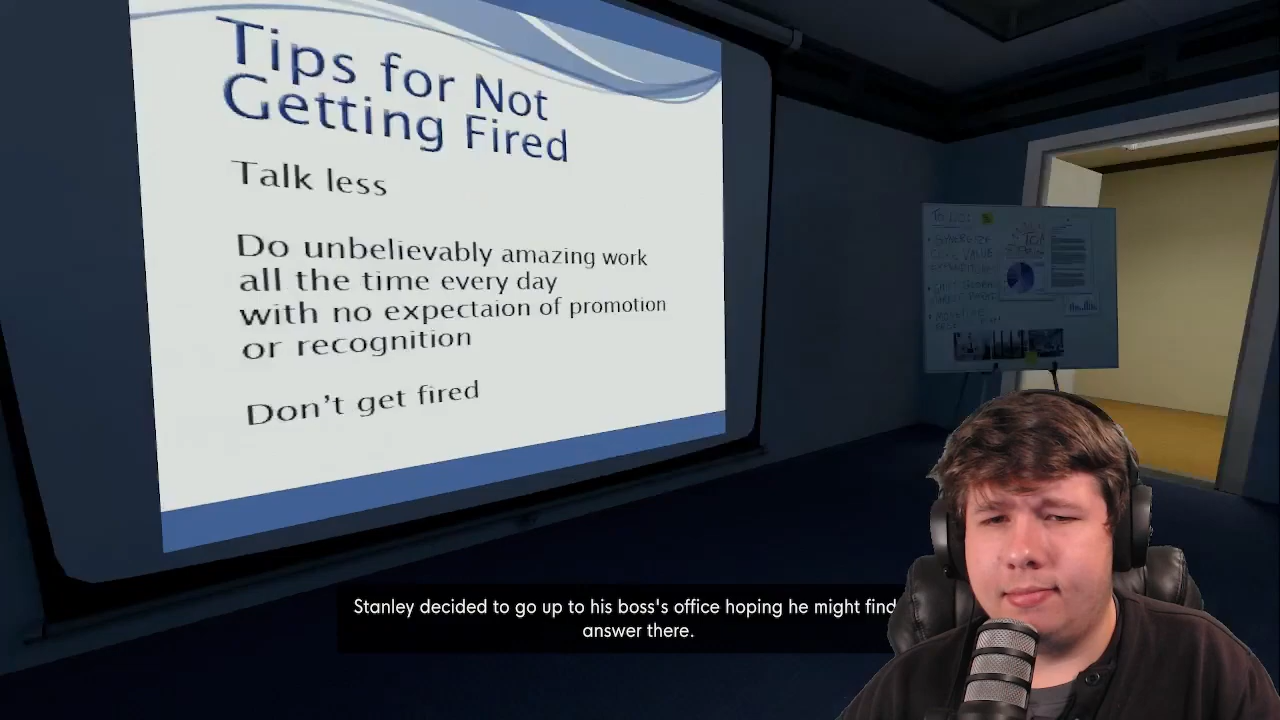 Tips for Not
Getting Fired
Talk less
Do unbelievably amazing work
all the time every day
with no expectaion of promotion
or recognition
Don't get fired
Stanley decided to go up to his boss's office hoping he might find
answer there.